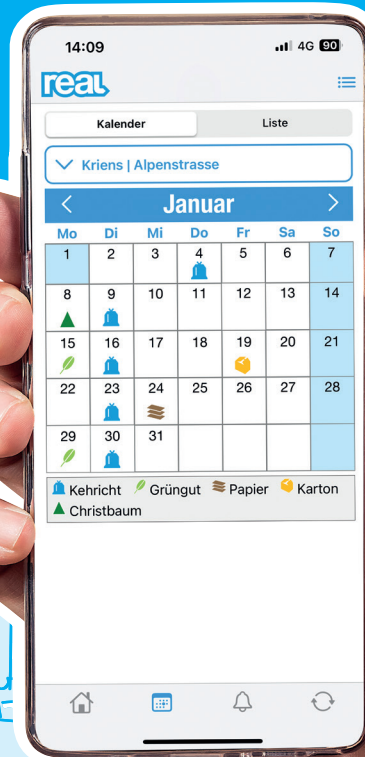 14:09 4G 90
real
Kalender Liste
Kriens | Alpenstrasse
Januar
Mo Di Mi Do Fr Sa So
1 2 3 4 5 6 7
8 9 10 11 12 13 14
15 16 17 18 19 20 21
22 23 24 25 26 27 28
29 30 31
Kehricht Grüngut Papier Karton
Christbaum